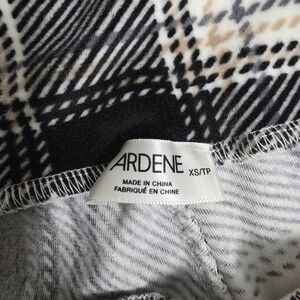 ARDENE
XS/TP
MADE IN CHINA
FABRIQUÉ EN CHINE